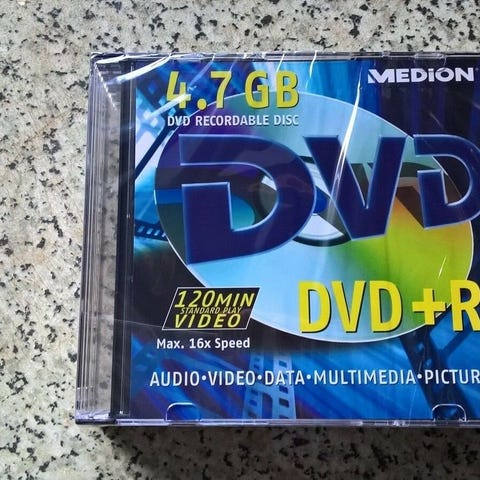 4.7 GB
MEDION
DVD RECORDABLE DISC
DVD
DVD+R
120MIN
STANDARD PLAY
VIDEO
Max. 16x Speed
AUDIO•VIDEO•DATA•MULTIMEDIA•PICTUR